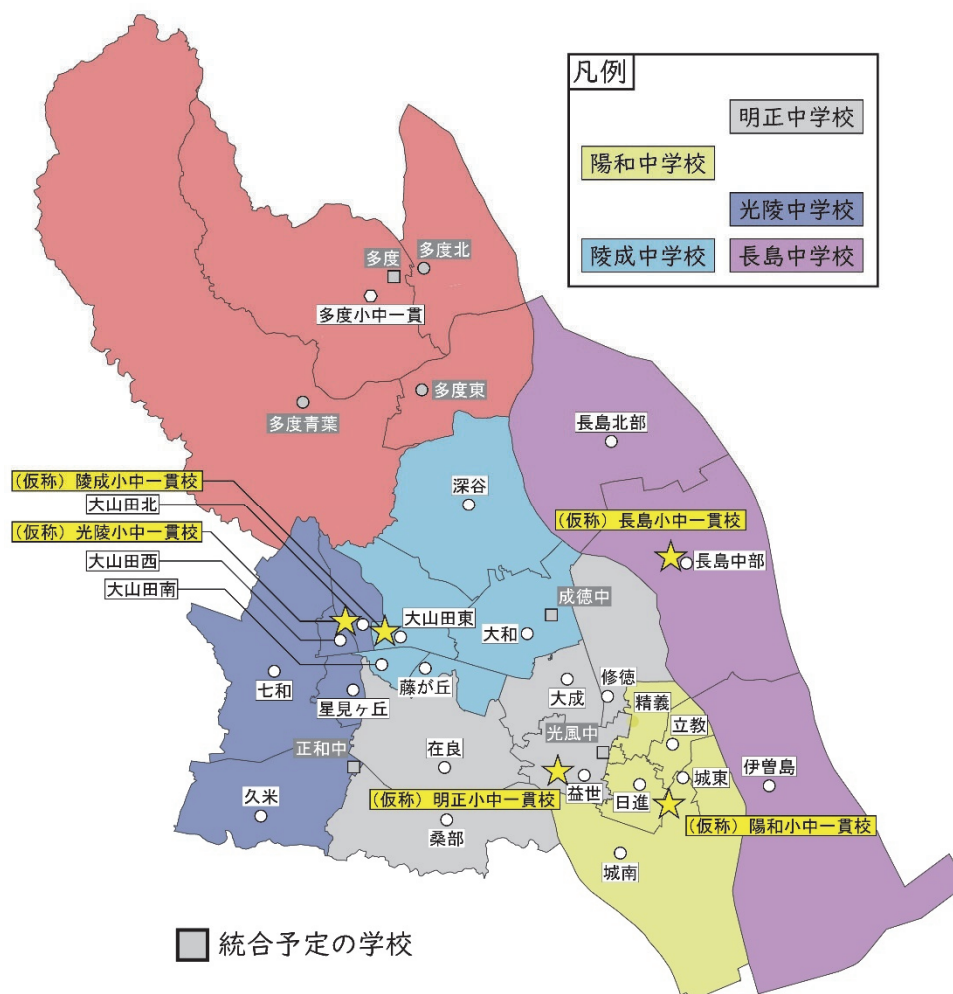 凡例
明正中学校
陽和中学校
光陵中学校
陵成中学校
長島中学校
多度
多度北
多度小中一貫
多度東
多度青葉
長島北部
(仮称) 陵成小中一貫校
大山田北
(仮称) 光陵小中一貫校
大山田西
大山田南
深谷
(仮称) 長島小中一貫校
長島中部
成徳中
大山田東
大和
七和
星見ヶ丘
藤が丘
大成
修徳
精義
立教
正和中
在良
光風中
益世
日進
城東
伊曽島
久米
(仮称) 明正小中一貫校
桑部
(仮称) 陽和小中一貫校
城南
統合予定の学校